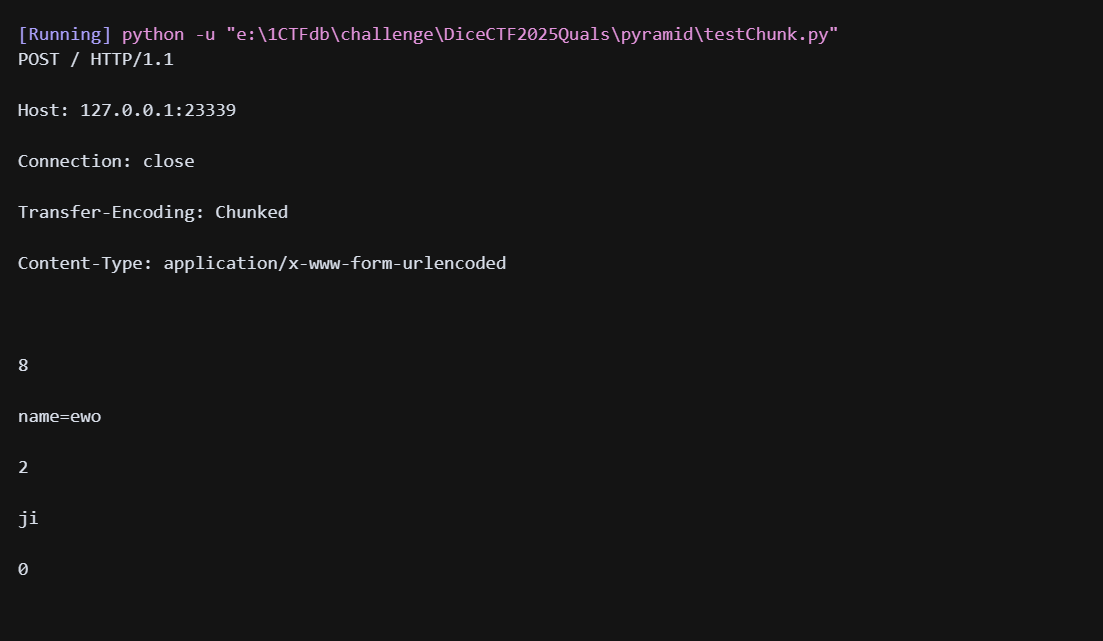 [Running] python -u "e:\1CTFdb\challenge\DiceCTF2025Quals\pyramid\testChunk.py"
POST / HTTP/1.1
Host: 127.0.0.1:23339
Connection: close
Transfer-Encoding: Chunked
Content-Type: application/x-www-form-urlencoded
8
name=ewo
2
ji
0